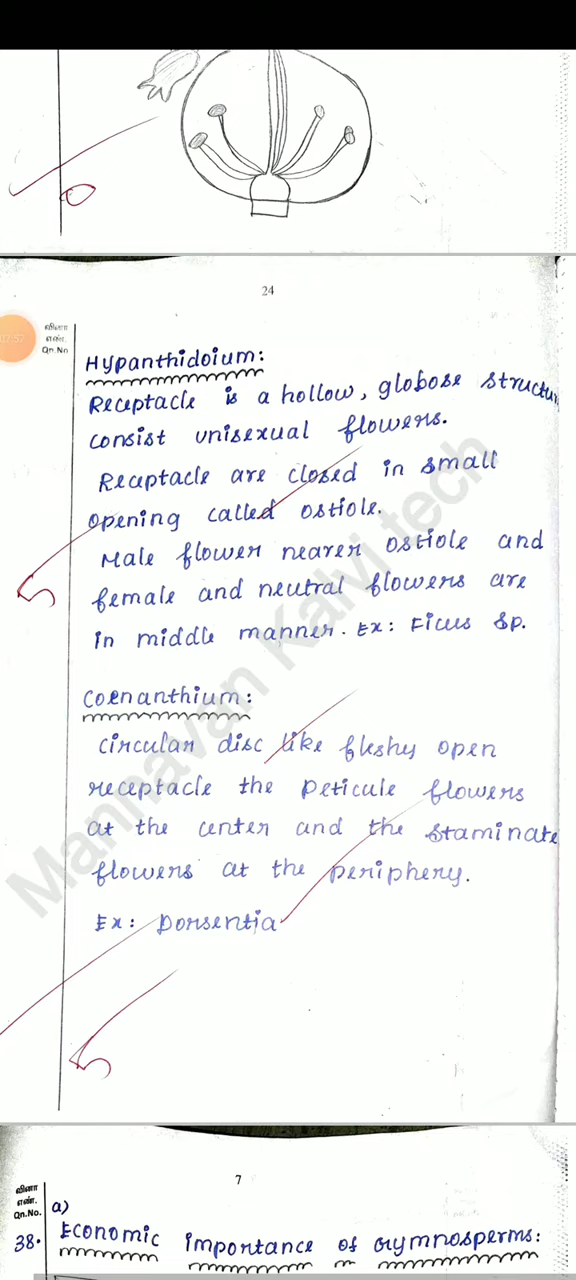 24
வினா
எண்.
Qn.No
Hypanthidoium:
Receptacle is a hollow, globose structun
consist unisexual flowers.
Receptacle are closed in small
opening called ostiole.
Male flower nearer ostiole and
female and neutral flowers are
in middle manner. Ex: Ficus sp.
5
Coenanthium:
circular disc like fleshy open
receptacle the peticule flowers
at the center and the staminate
flowers at the periphery.
Ex: Dorsentia
5
Mannavan Kalvi tech
7
வினா
எண்.
Qn.No.
a)
38. Economic importance of Gymnosperms: